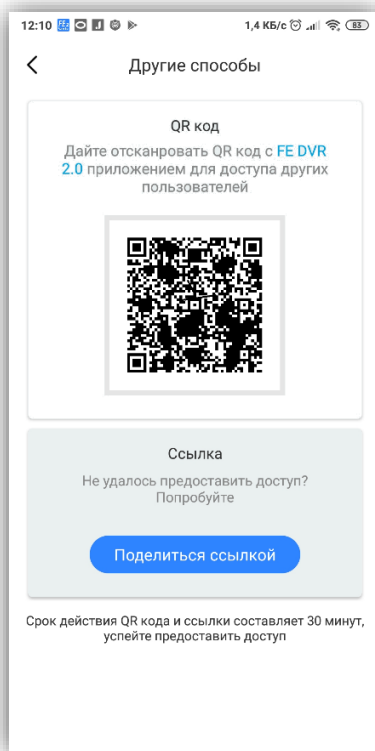 12:10 1,4 КБ/с 83
Другие способы
QR код
Дайте отсканровать QR код с FE DVR
2.0 приложением для доступа других
пользователей
Ссылка
Не удалось предоставить доступ?
Попробуйте
Поделиться ссылкой
Срок действия QR кода и ссылки составляет 30 минут,
успейте предоставить доступ